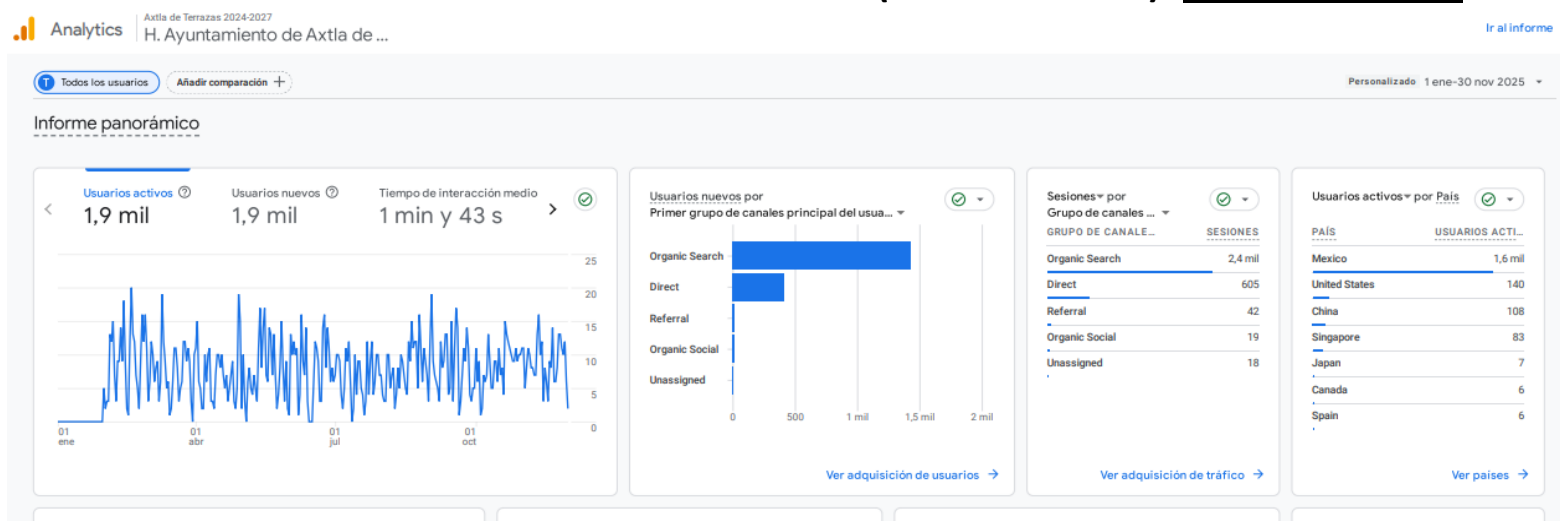 Analytics
Axtla de Terrazas 2024-2027
H. Ayuntamiento de Axtla de ...
Ir al informe
T Todos los usuarios
Añadir comparación +
Personalizado 1 ene-30 nov 2025
Informe panorámico
Usuarios activos
1,9 mil
Usuarios nuevos
1,9 mil
Tiempo de interacción medio
1 min y 43 s
25
20
15
10
5
0
01 ene
01 abr
01 jul
01 oct
Usuarios nuevos por
Primer grupo de canales principal del usua...
Organic Search
Direct
Referral
Organic Social
Unassigned
0 500 1 mil 1,5 mil 2 mil
Ver adquisición de usuarios →
Sesiones por
Grupo de canales ...
GRUPO DE CANALE... SESIONES
Organic Search 2,4 mil
Direct 605
Referral 42
Organic Social 19
Unassigned 18
Ver adquisición de tráfico →
Usuarios activos por País
PAÍS USUARIOS ACTI...
Mexico 1,6 mil
United States 140
China 108
Singapore 83
Japan 7
Canada 6
Spain 6
Ver países →